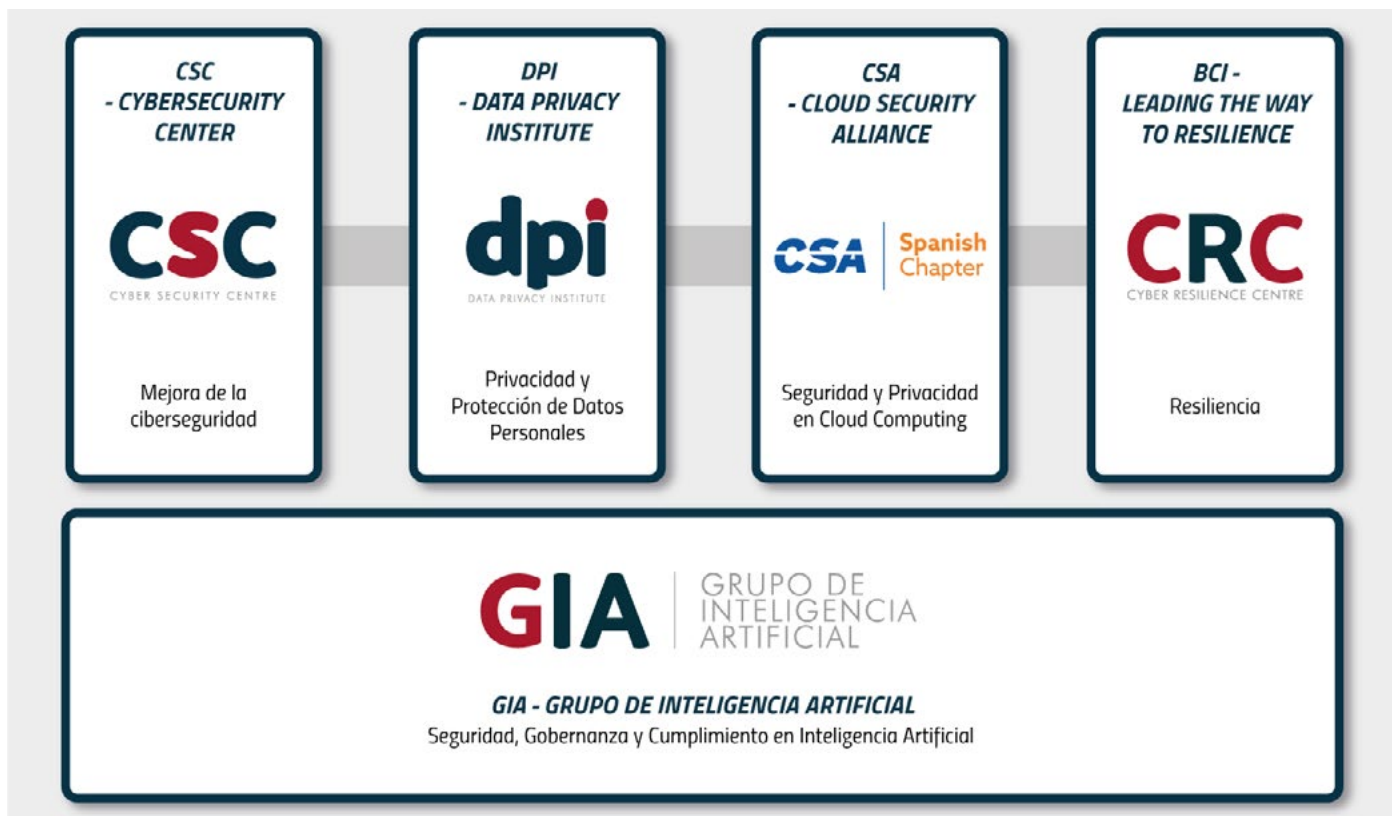 CSC
- CYBERSECURITY
CENTER
CSC
CYBER SECURITY CENTRE
Mejora de la
ciberseguridad
DPI
- DATA PRIVACY
INSTITUTE
dpi
DATA PRIVACY INSTITUTE
Privacidad y
Protección de Datos
Personales
CSA
- CLOUD SECURITY
ALLIANCE
CSA
Spanish
Chapter
Seguridad y Privacidad
en Cloud Computing
BCI -
LEADING THE WAY
TO RESILIENCE
CRC
CYBER RESILIENCE CENTRE
Resiliencia
GIA
GRUPO DE
INTELIGENCIA
ARTIFICIAL
GIA - GRUPO DE INTELIGENCIA ARTIFICIAL
Seguridad, Gobernanza y Cumplimiento en Inteligencia Artificial